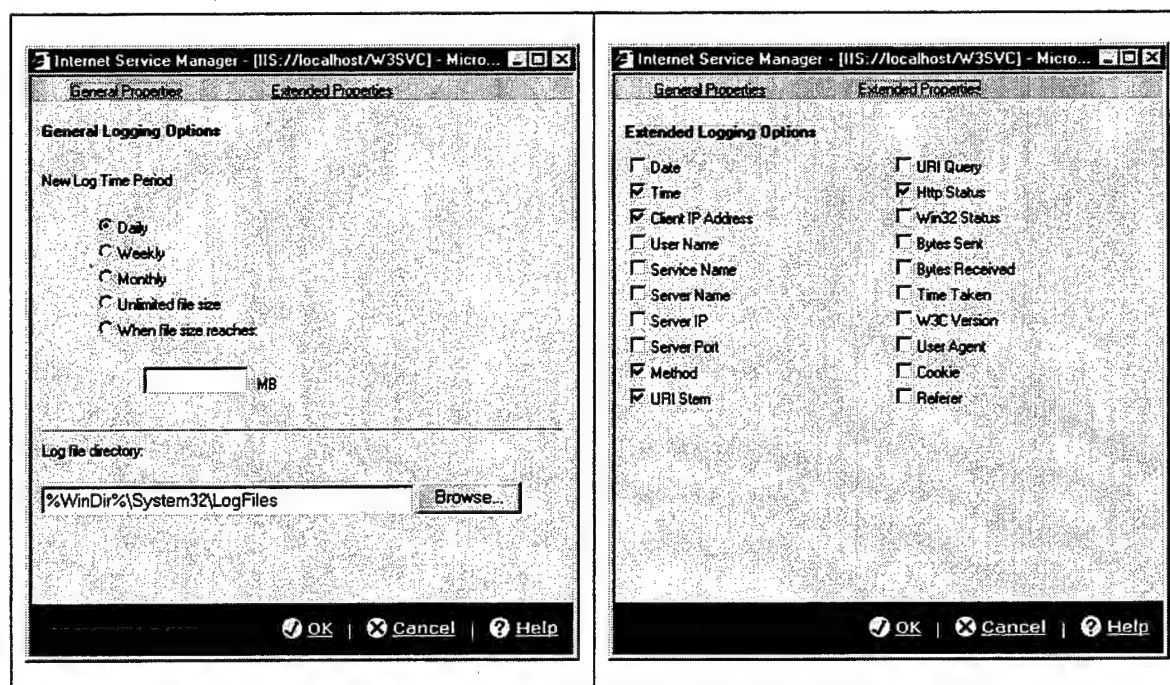 Internet Service Manager - [IIS://localhost/W3SVC] - Micro...
General Properties Extended Properties
General Logging Options
New Log Time Period
Daily
Weekly
Monthly
Unlimited file size
When file size reaches:
MB
Log file directory:
%WinDir%\System32\LogFiles Browse...
OK | Cancel | ? Help
Internet Service Manager - [IIS://localhost/W3SVC] - Micro...
General Properties Extended Properties
Extended Logging Options
Date
Time
Client IP Address
User Name
Service Name
Server Name
Server IP
Server Port
Method
URI Stem
URI Query
Http Status
Win32 Status
Bytes Sent
Bytes Received
Time Taken
W3C Version
User Agent
Cookie
Referer
OK | Cancel | ? Help